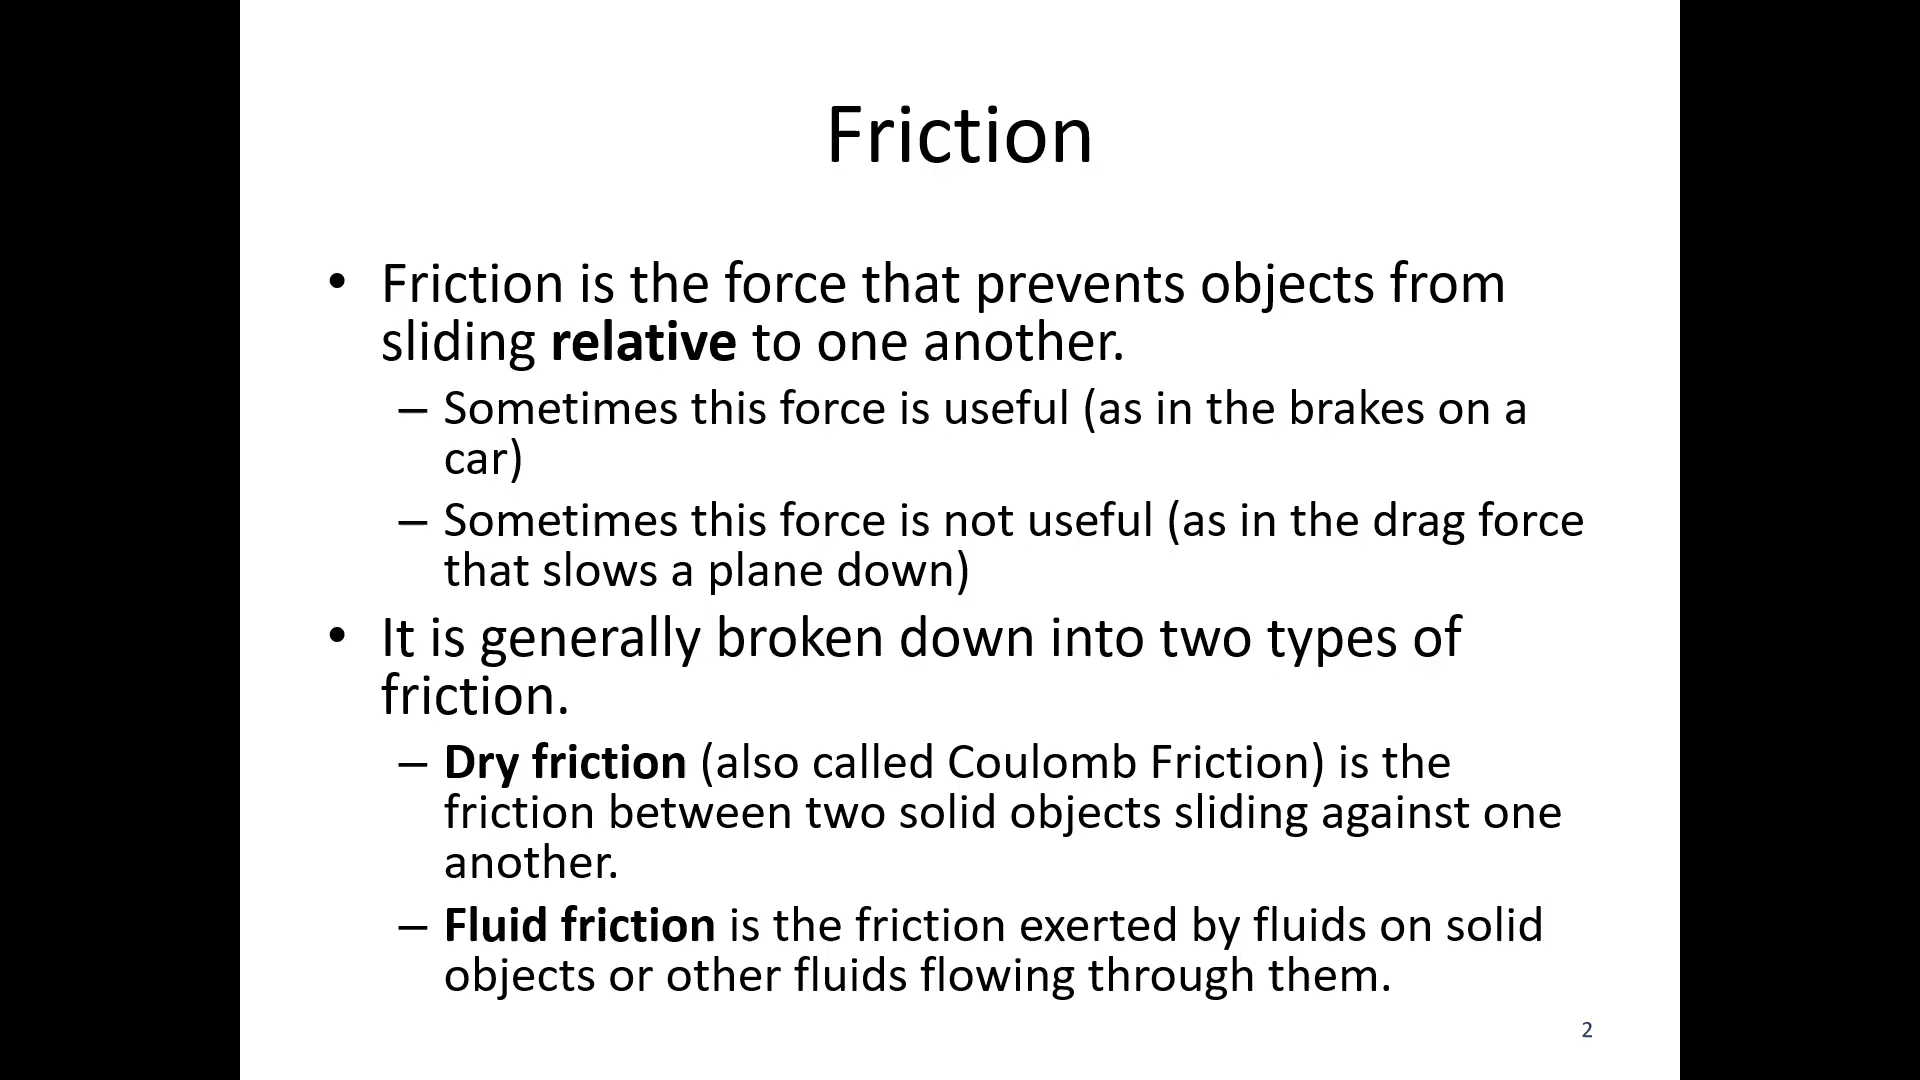 Friction
• Friction is the force that prevents objects from
sliding relative to one another.
– Sometimes this force is useful (as in the brakes on a
car)
– Sometimes this force is not useful (as in the drag force
that slows a plane down)
• It is generally broken down into two types of
friction.
– Dry friction (also called Coulomb Friction) is the
friction between two solid objects sliding against one
another.
– Fluid friction is the friction exerted by fluids on solid
objects or other fluids flowing through them.
2